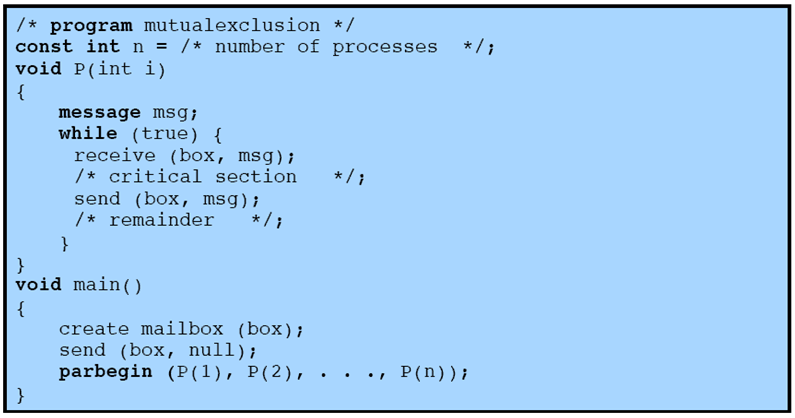 /* program mutualexclusion */
const int n = /* number of processes */;
void P(int i)
{
message msg;
while (true) {
receive (box, msg);
/* critical section */;
send (box, msg);
/* remainder */;
}
}
void main()
{
create mailbox (box);
send (box, null);
parbegin (P(1), P(2), . . ., P(n));
}